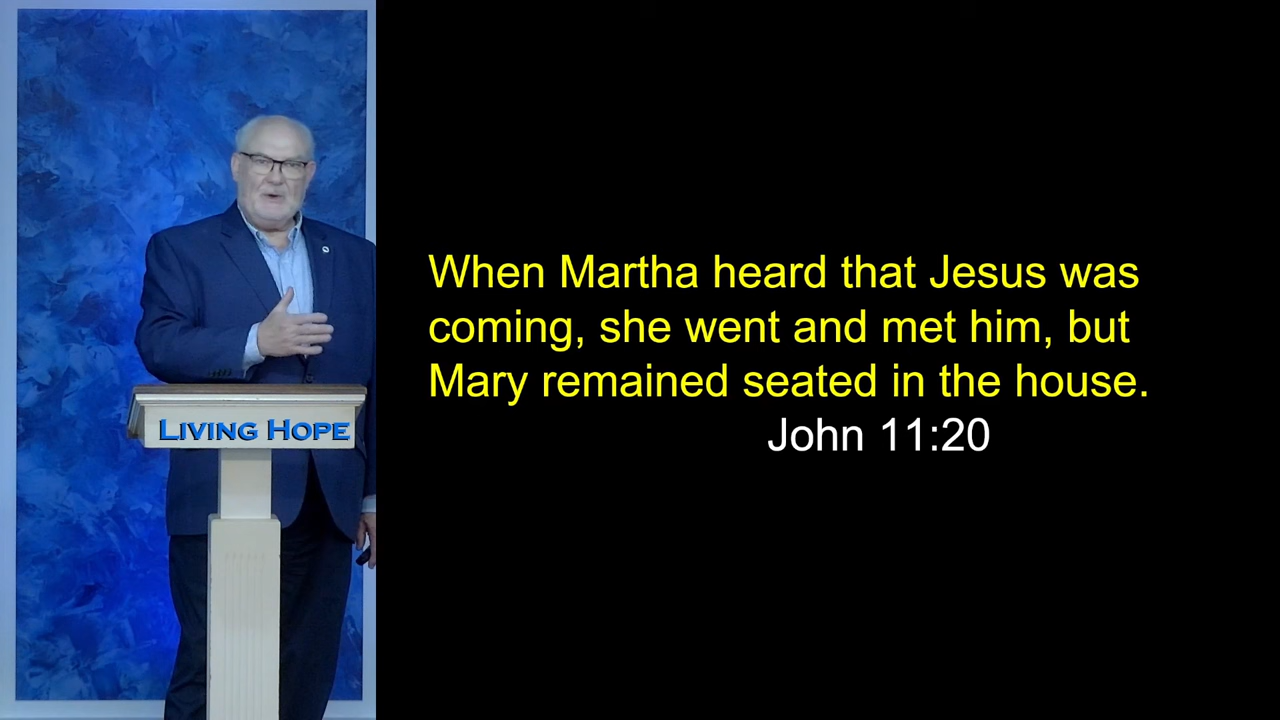 LIVING HOPE
When Martha heard that Jesus was
coming, she went and met him, but
Mary remained seated in the house.
John 11:20